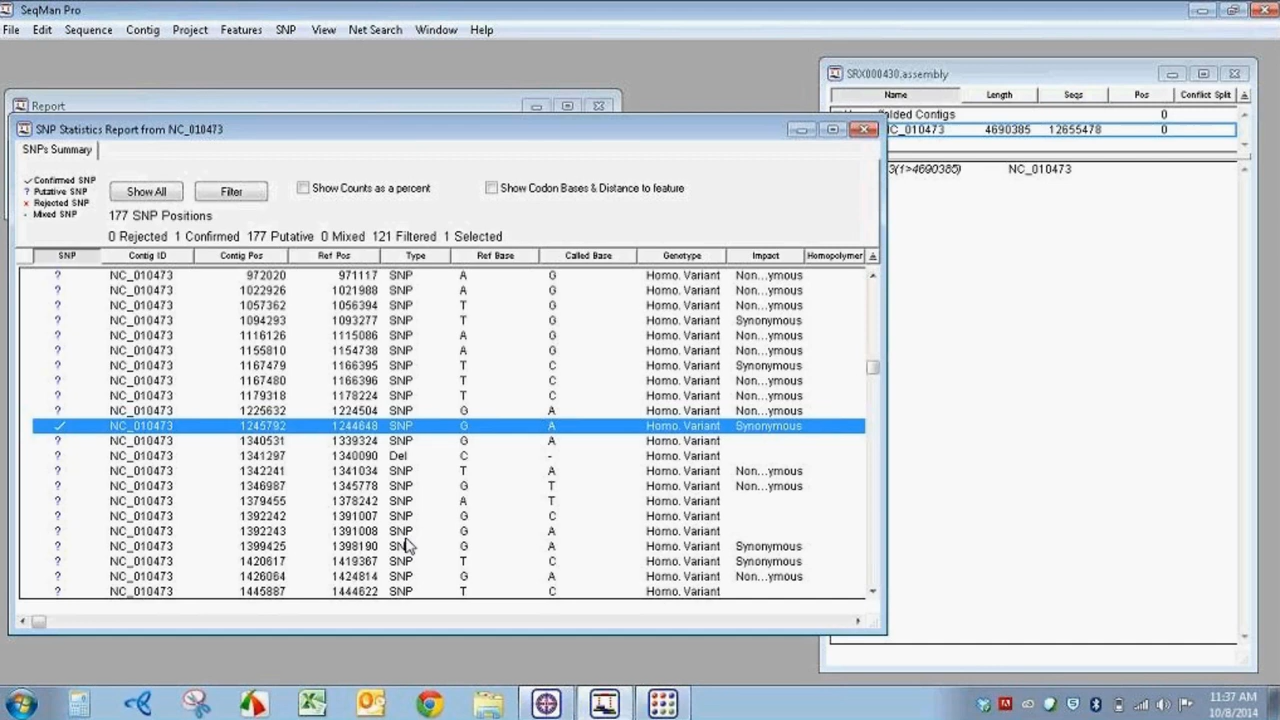 SeqMan Pro
File Edit Sequence Contig Project Features SNP View Net Search Window Help
Report
SRX000430.assembly
Name Length Seqs Pos Conflict Split
lded Contigs 0
NC_010473 4690385 12655478 0
3(1>4690385) NC_010473
SNP Statistics Report from NC_010473
SNPs Summary
Confirmed SNP
? Putative SNP
x Rejected SNP
- Mixed SNP
Show All Filter Show Counts as a percent Show Codon Bases & Distance to feature
177 SNP Positions
0 Rejected 1 Confirmed 177 Putative 0 Mixed 121 Filtered 1 Selected
SNP Contig ID Contig Pos Ref Pos Type Ref Base Called Base Genotype Impact Homopolymer
? NC_010473 972020 971117 SNP A G Homo. Variant Non...ymous
? NC_010473 1022926 1021988 SNP A G Homo. Variant Non...ymous
? NC_010473 1057362 1056394 SNP T G Homo. Variant Non...ymous
? NC_010473 1094293 1093277 SNP T G Homo. Variant Synonymous
? NC_010473 1116126 1115086 SNP A G Homo. Variant Non...ymous
? NC_010473 1155810 1154738 SNP A G Homo. Variant Non...ymous
? NC_010473 1167479 1166395 SNP T C Homo. Variant Synonymous
? NC_010473 1167480 1166396 SNP T C Homo. Variant Non...ymous
? NC_010473 1179318 1178224 SNP T C Homo. Variant Non...ymous
? NC_010473 1225632 1224504 SNP G A Homo. Variant Non...ymous
✓ NC_010473 1245792 1244648 SNP G A Homo. Variant Synonymous
? NC_010473 1340531 1339324 SNP G A Homo. Variant
? NC_010473 1341297 1340090 Del C - Homo. Variant
? NC_010473 1342241 1341034 SNP T A Homo. Variant Non...ymous
? NC_010473 1346987 1345778 SNP G T Homo. Variant Non...ymous
? NC_010473 1379455 1378242 SNP A T Homo. Variant
? NC_010473 1392242 1391007 SNP G C Homo. Variant
? NC_010473 1392243 1391008 SNP G A Homo. Variant
? NC_010473 1399425 1398190 SNP G A Homo. Variant Synonymous
? NC_010473 1420617 1419367 SNP T C Homo. Variant Synonymous
? NC_010473 1426064 1424814 SNP G A Homo. Variant Non...ymous
? NC_010473 1445887 1444622 SNP T C Homo. Variant
11:37 AM
10/8/2014